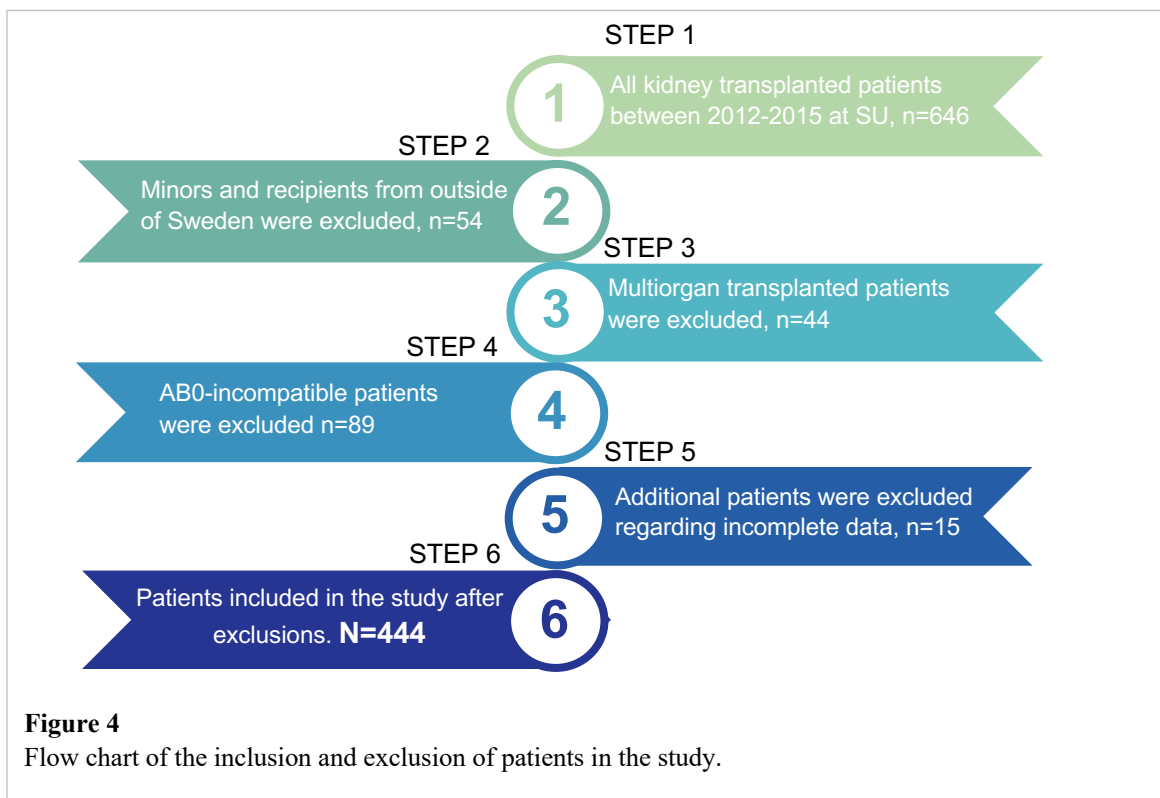 STEP 1
1
All kidney transplanted patients
between 2012-2015 at SU, n=646
STEP 2
Minors and recipients from outside
of Sweden were excluded, n=54
2
STEP 3
3
Multiorgan transplanted patients
were excluded, n=44
STEP 4
AB0-incompatible patients
were excluded n=89
4
STEP 5
5
Additional patients were excluded
regarding incomplete data, n=15
STEP 6
Patients included in the study after
exclusions. N=444
6
Figure 4
Flow chart of the inclusion and exclusion of patients in the study.